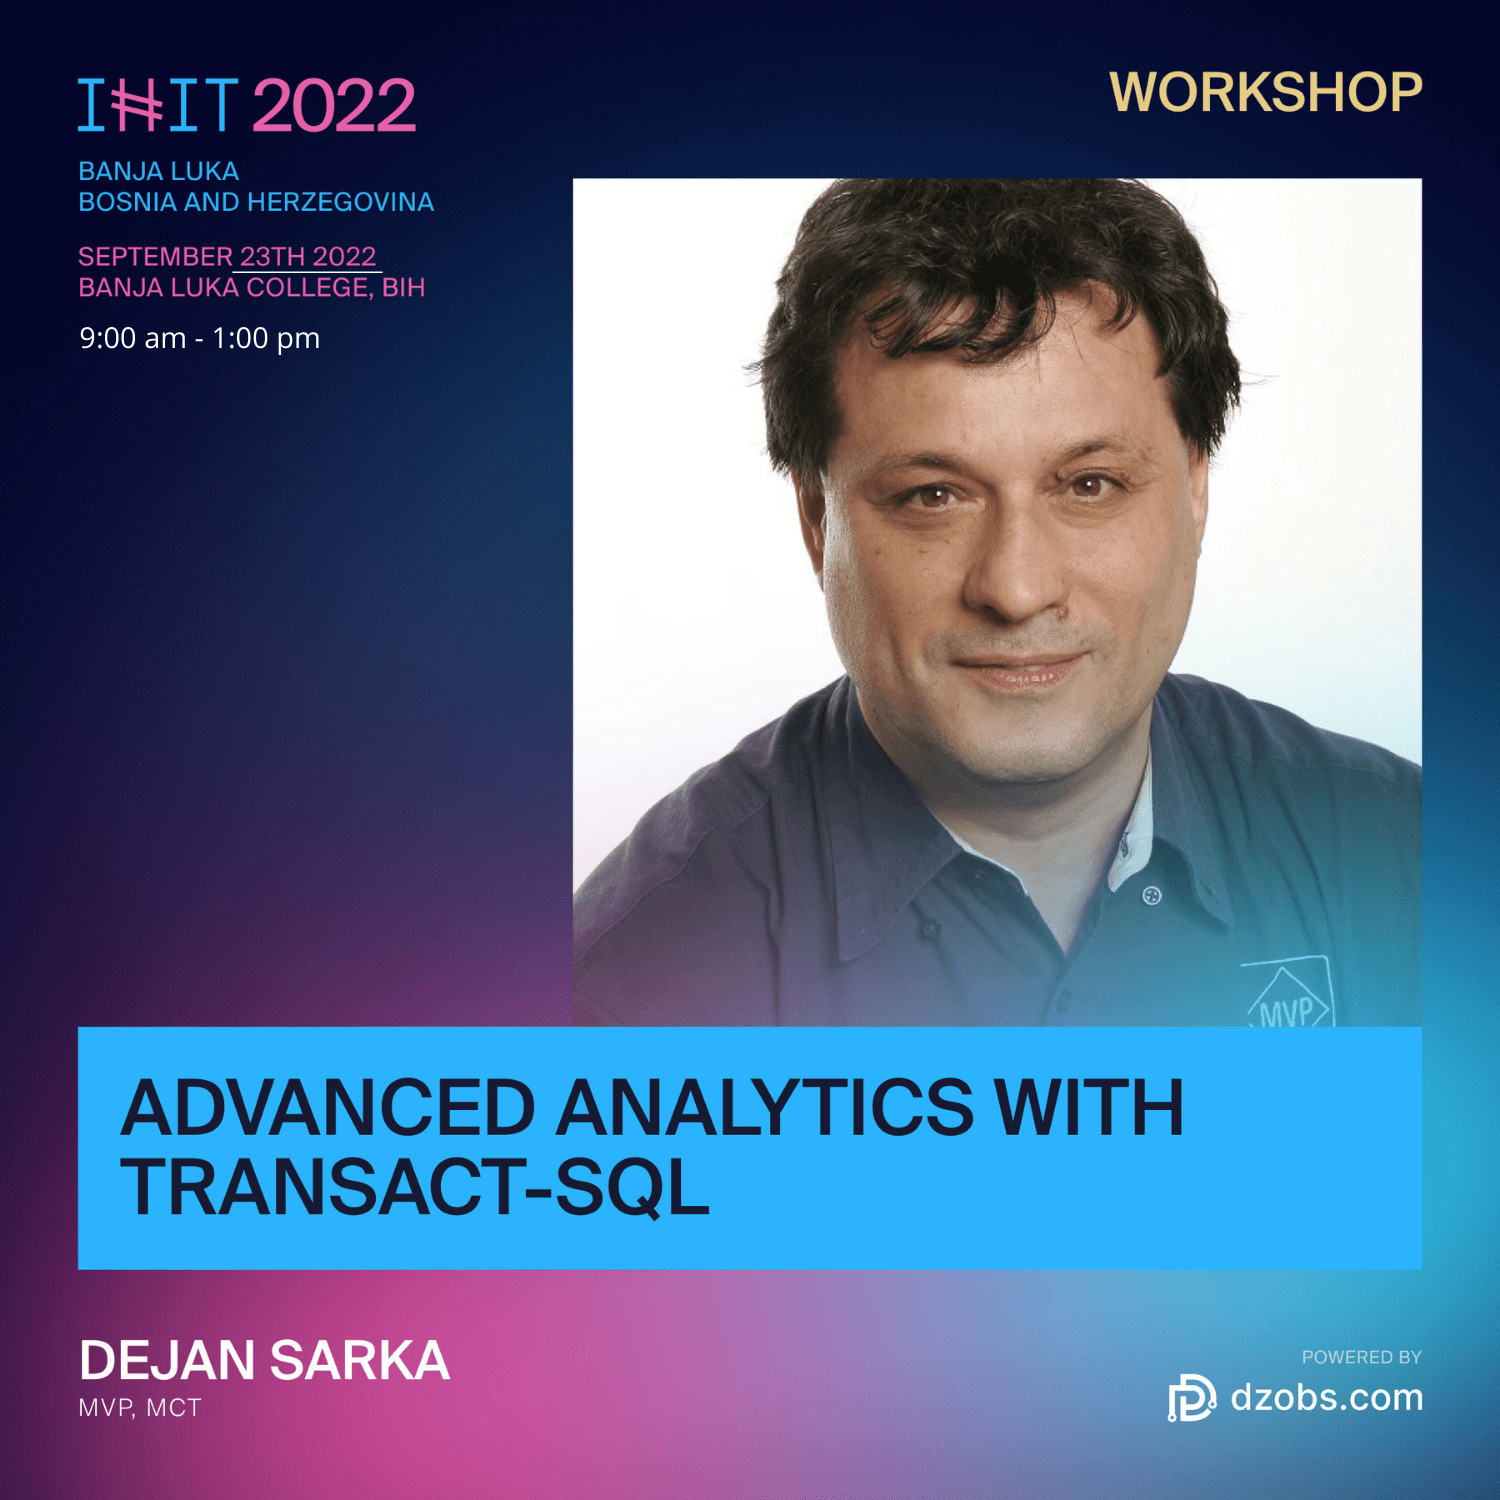 INIT 2022
WORKSHOP
BANJA LUKA
BOSNIA AND HERZEGOVINA
SEPTEMBER 23TH 2022
BANJA LUKA COLLEGE, BIH
9:00 am - 1:00 pm
MVP
ADVANCED ANALYTICS WITH
TRANSACT-SQL
DEJAN SARKA
MVP, MCT
POWERED BY
dzobs.com